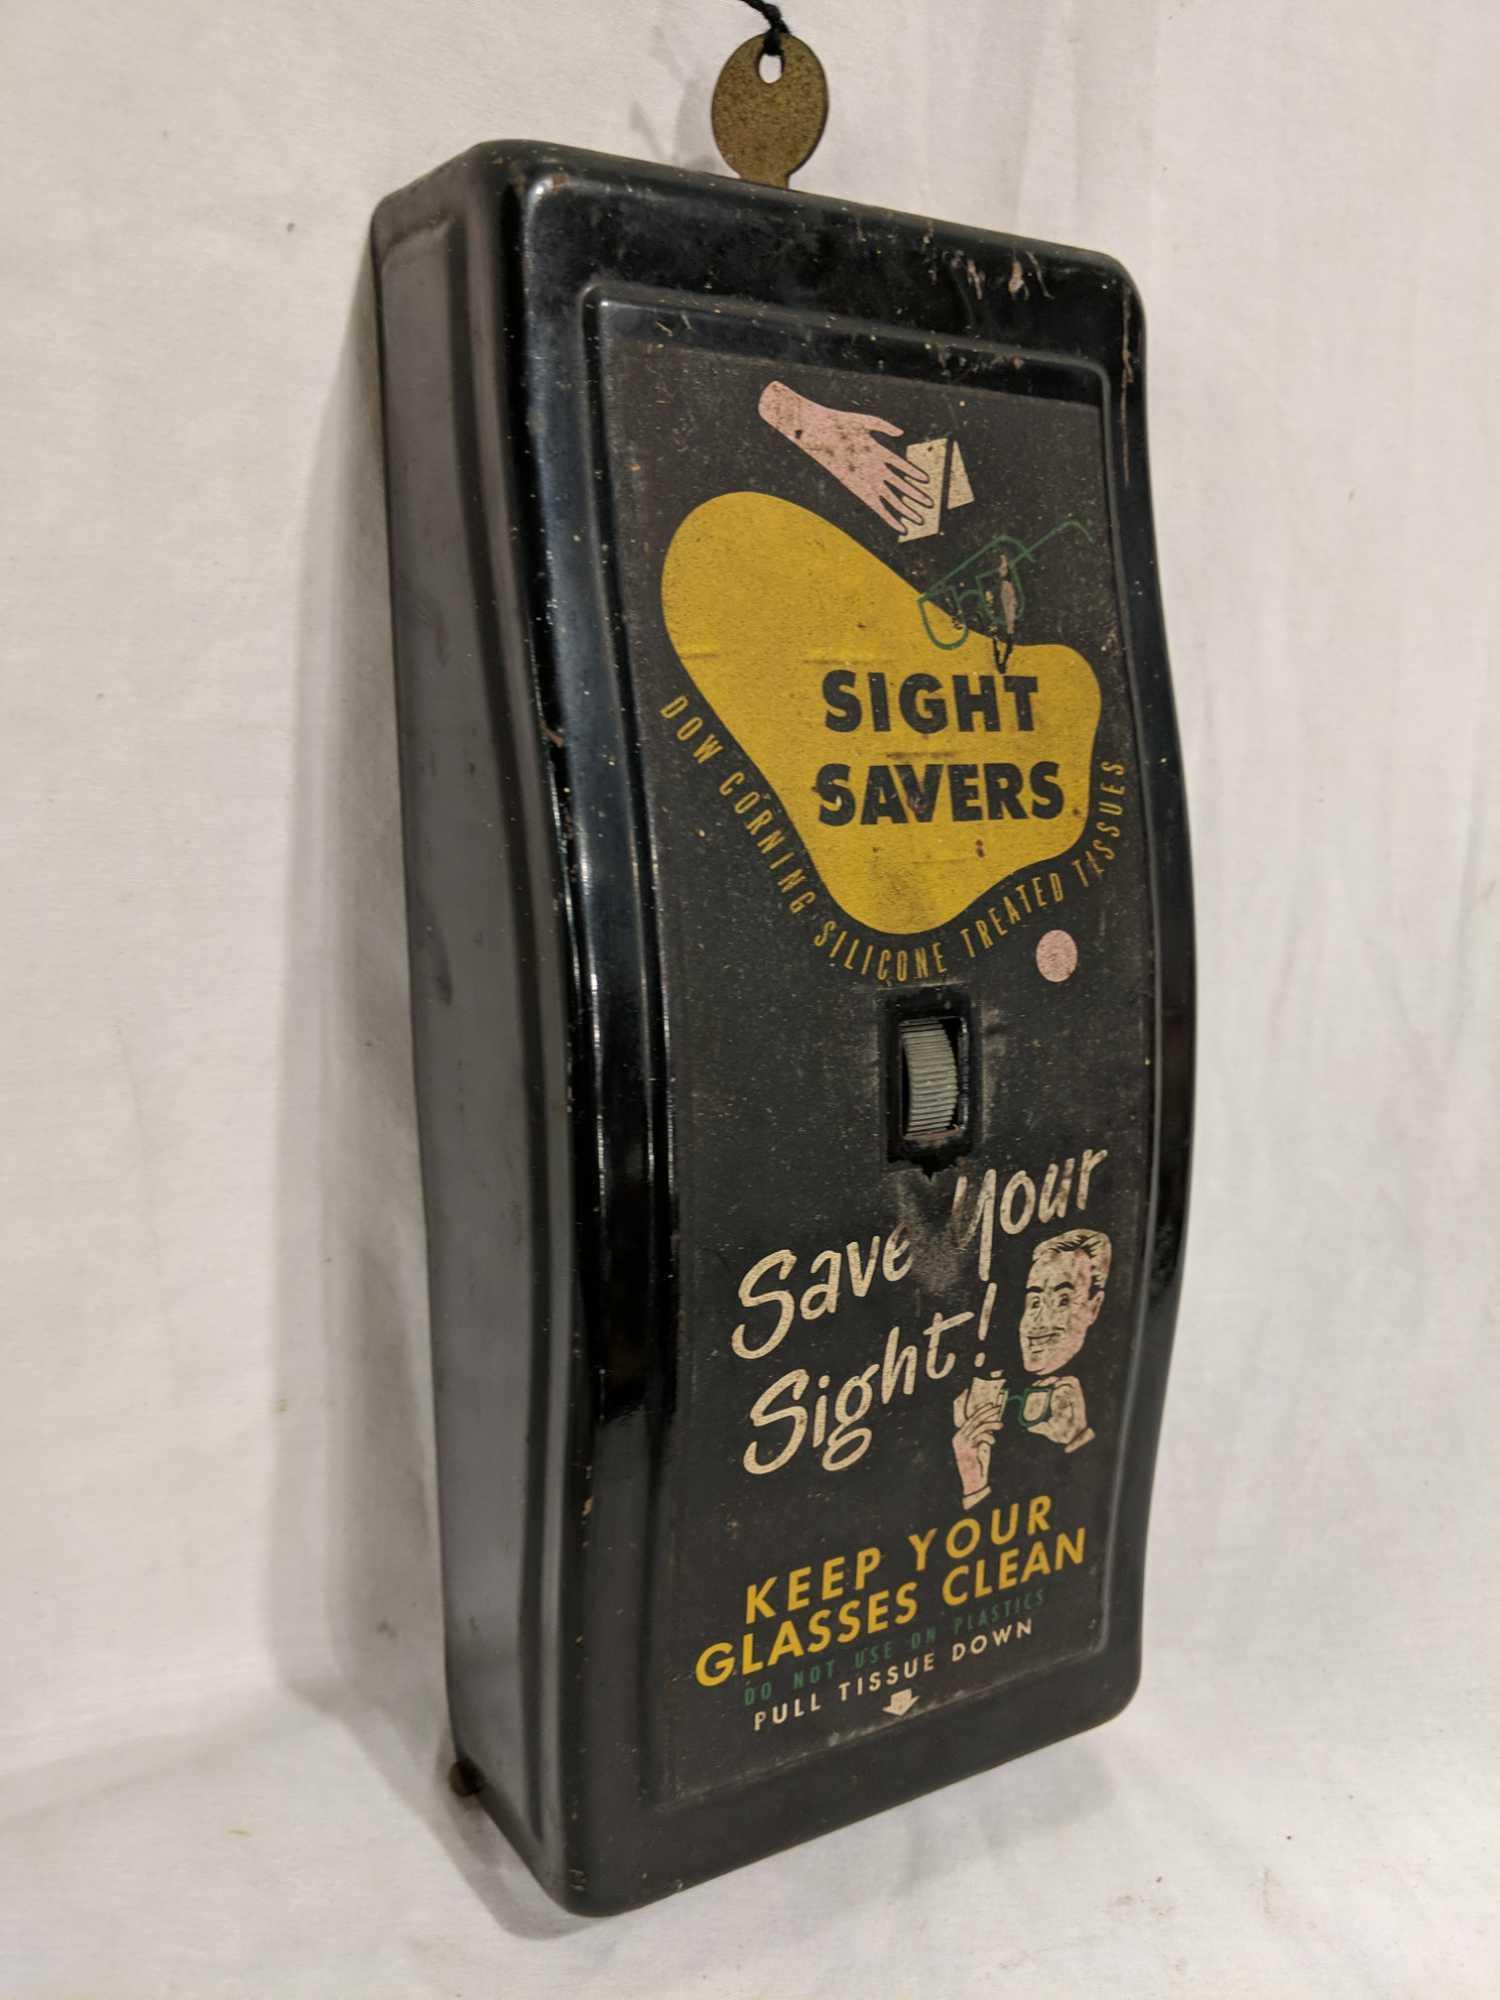 SIGHT
SAVERS
DOW CORNING SILICONE TREATED TISSUES
Save Your
Sight!
KEEP YOUR
GLASSES CLEAN
DO NOT USE ON PLASTICS
PULL TISSUE DOWN